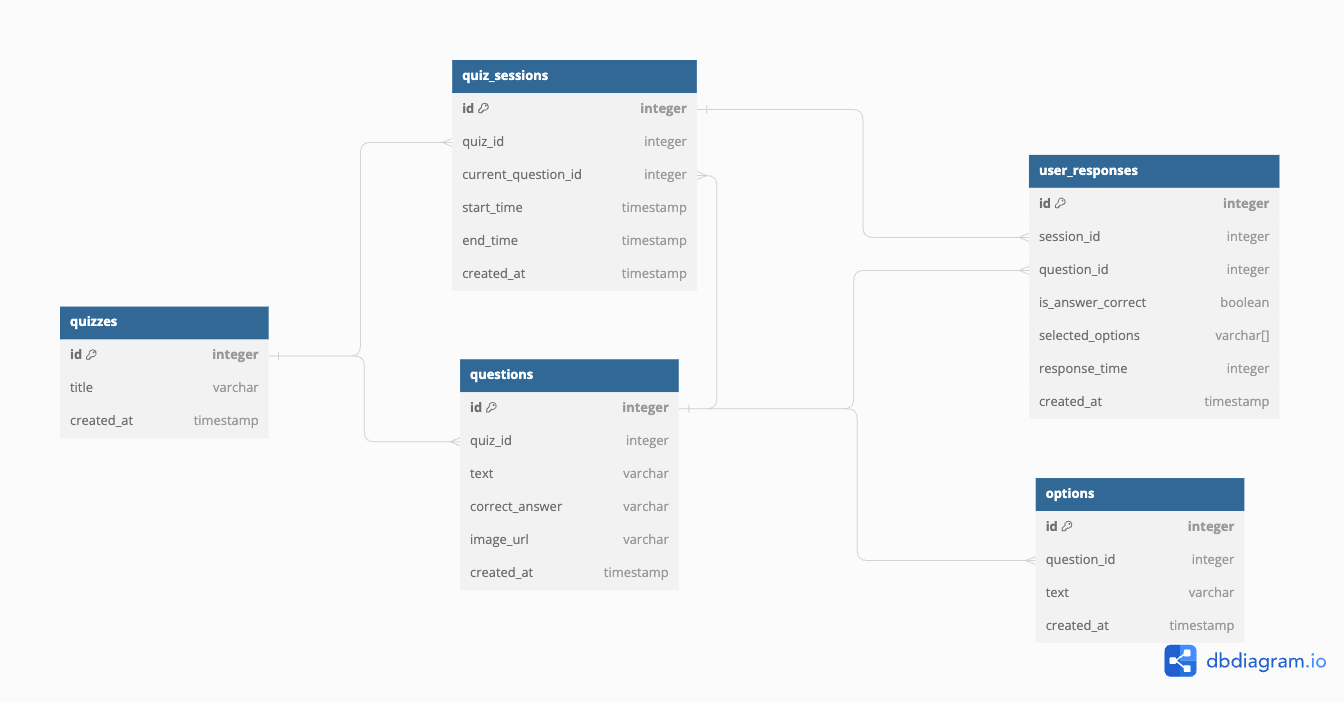 quiz_sessions
id integer
quiz_id integer
current_question_id integer
start_time timestamp
end_time timestamp
created_at timestamp
user_responses
id integer
session_id integer
question_id integer
is_answer_correct boolean
selected_options varchar[]
response_time integer
created_at timestamp
quizzes
id integer
title varchar
created_at timestamp
questions
id integer
quiz_id integer
text varchar
correct_answer varchar
image_url varchar
created_at timestamp
options
id integer
question_id integer
text varchar
created_at timestamp
dbdiagram.io